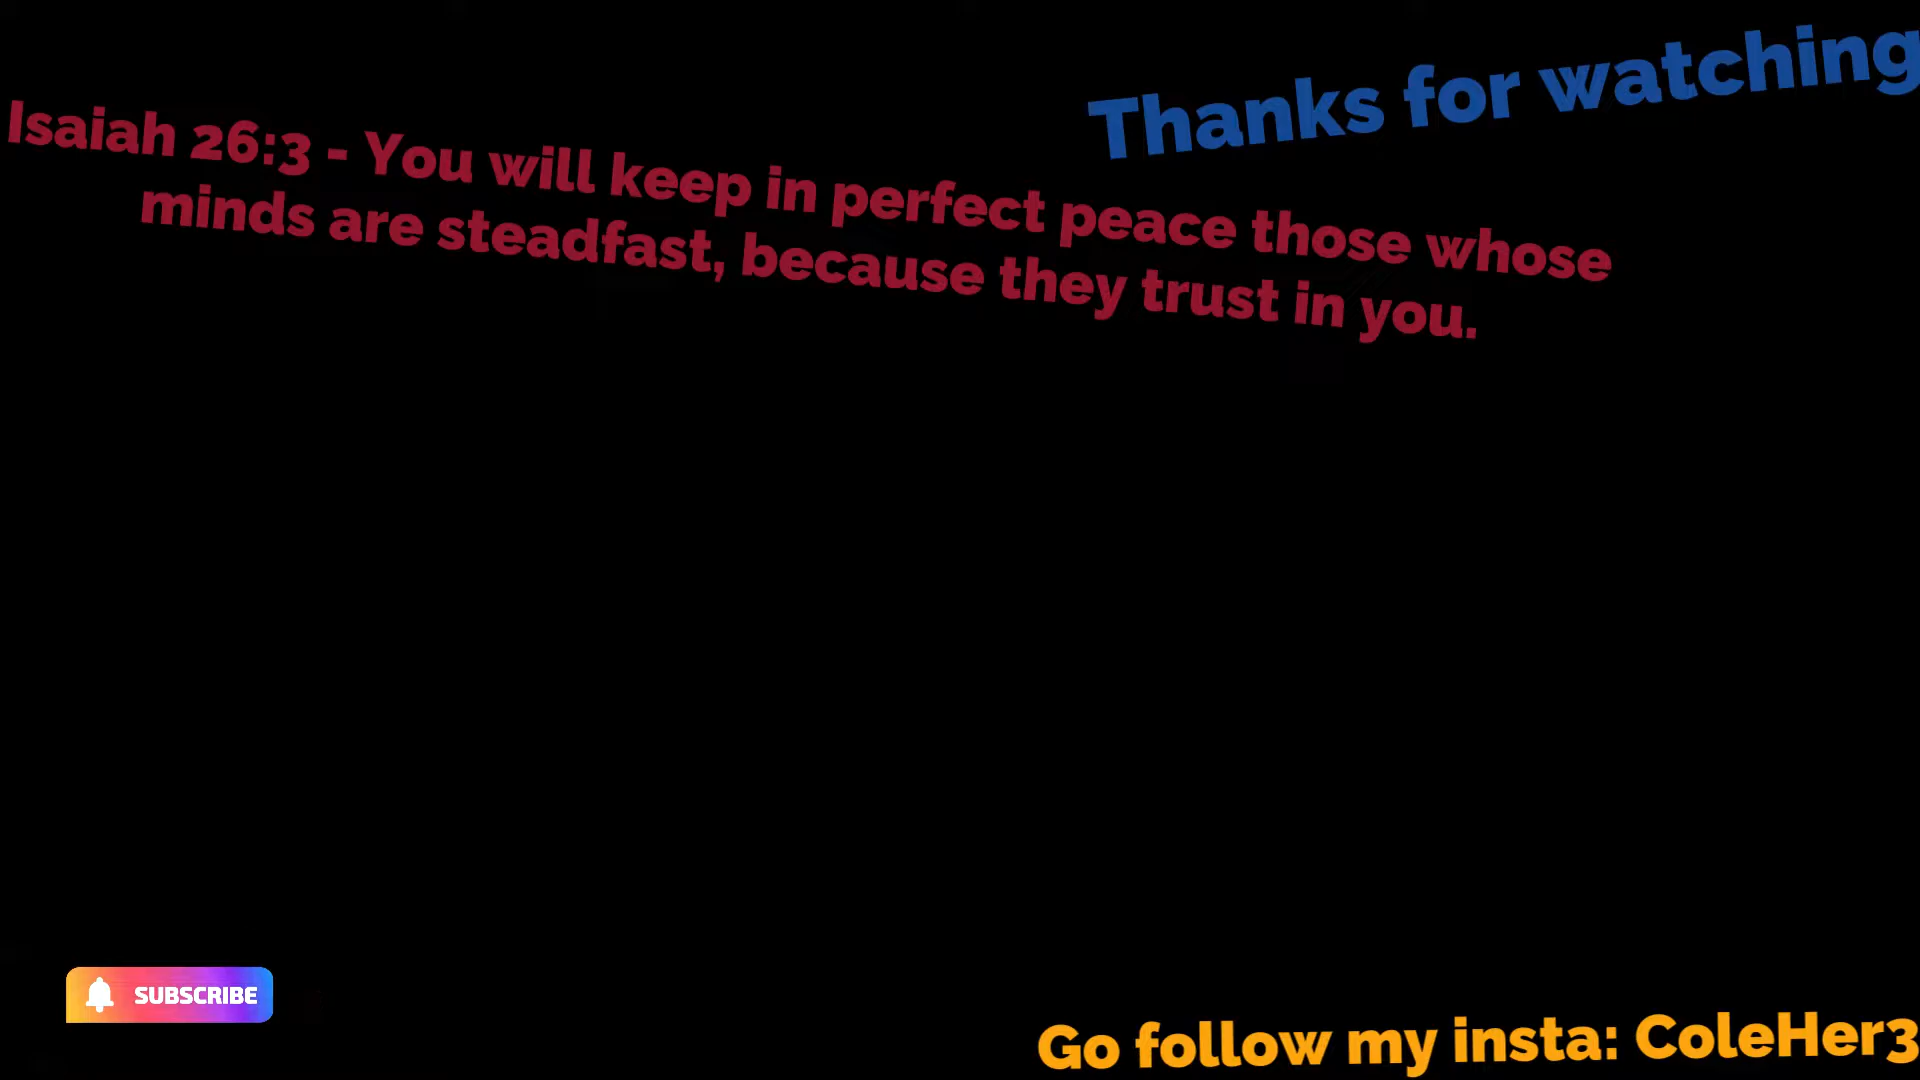 Thanks for watching
Isaiah 26:3 - You will keep in perfect peace those whose
minds are steadfast, because they trust in you.
SUBSCRIBE
Go follow my insta: ColeHer3